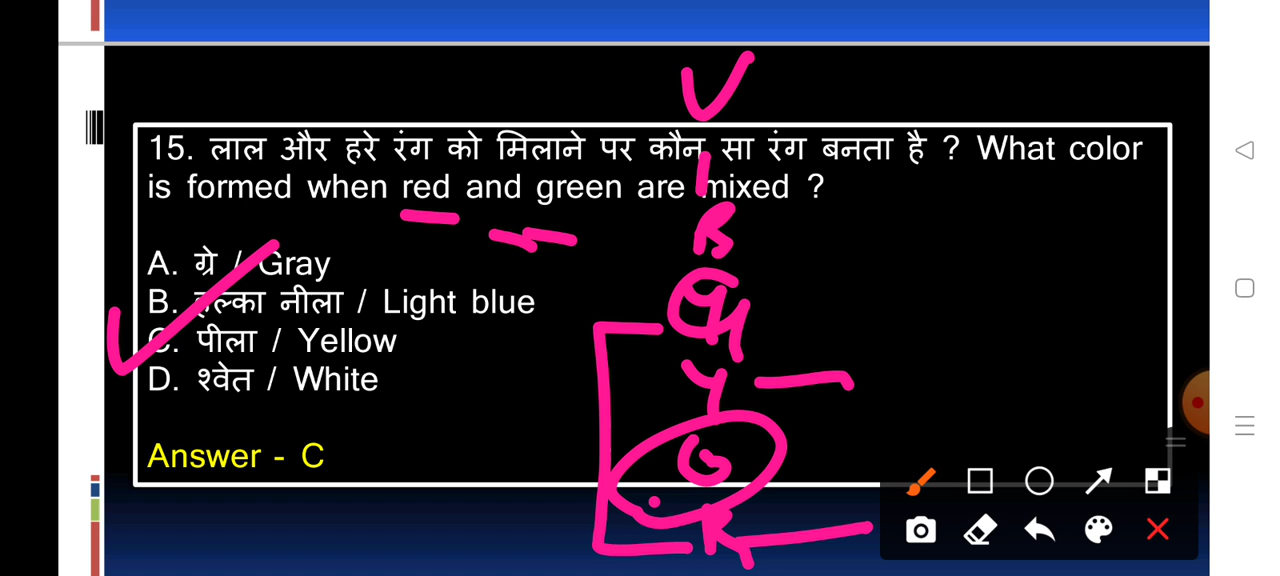 15. लाल और हरे रंग को मिलाने पर कौन सा रंग बनता है ? What color
is formed when red and green are mixed ?
A. ग्रे / Gray
B. हल्का नीला / Light blue
C. पीला / Yellow
D. श्वेत / White
Answer - C
V
I
B
G
Y
O
R